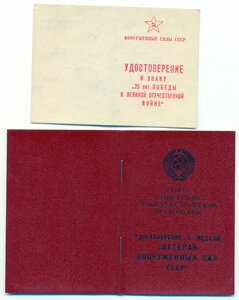 ВООРУЖЕННЫЕ СИЛЫ СССР
УДОСТОВЕРЕНИЕ
К ЗНАКУ
„25 лет ПОБЕДЫ
В ВЕЛИКОЙ ОТЕЧЕСТВЕННОЙ
ВОЙНЕ"
УДОСТОВЕРЕНИЕ К МЕДАЛИ
"ВЕТЕРАН
ВООРУЖЕННЫХ СИЛ
СССР"